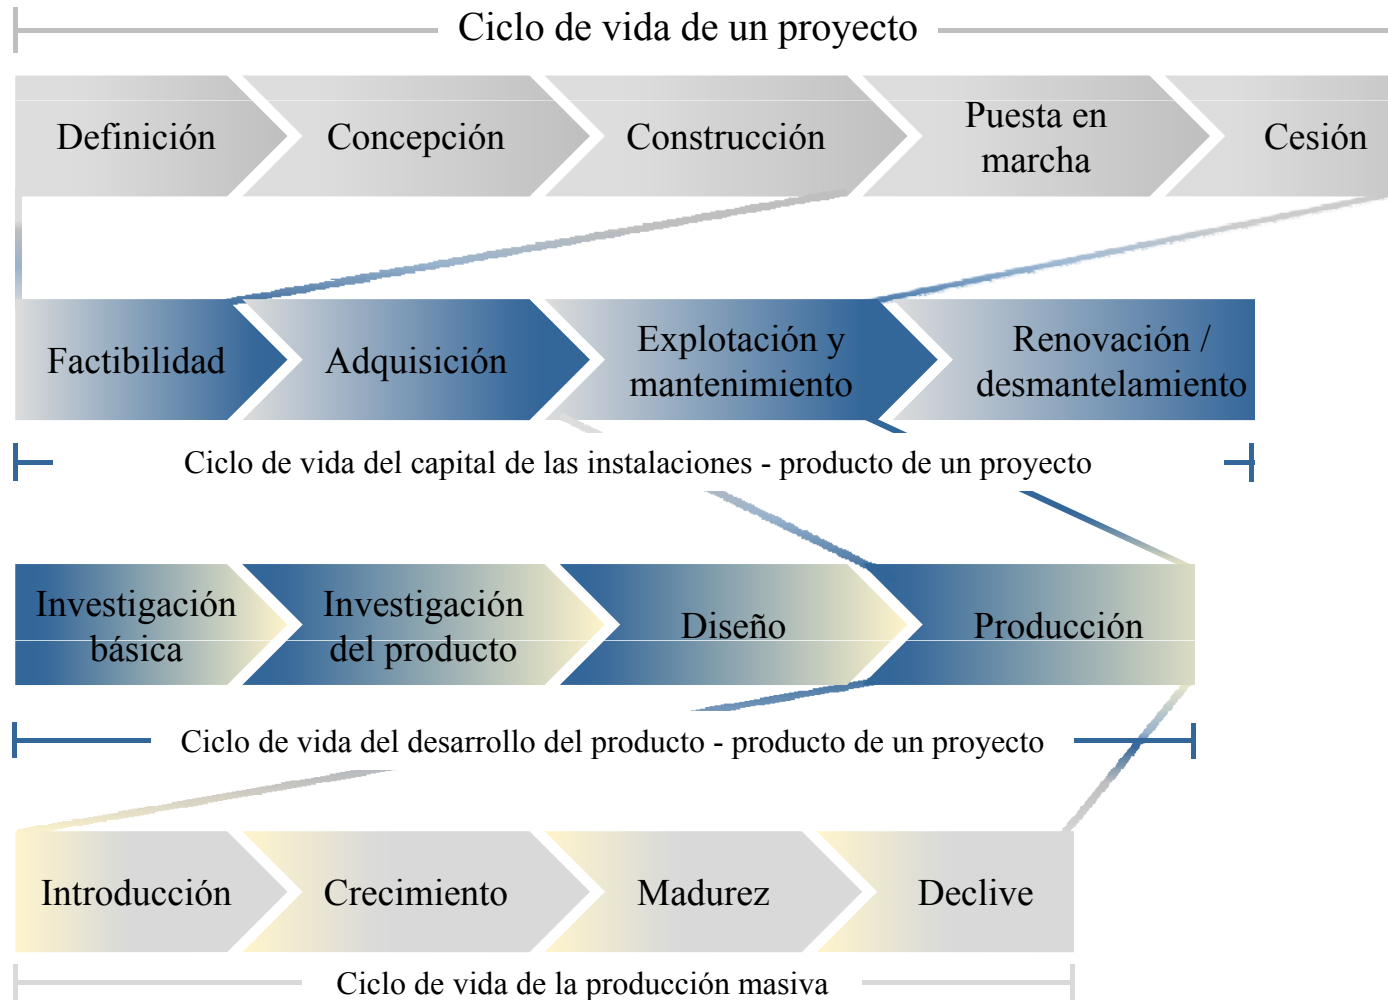 Ciclo de vida de un proyecto
Definición
Concepción
Construcción
Puesta en
marcha
Cesión
Factibilidad
Adquisición
Explotación y
mantenimiento
Renovación /
desmantelamiento
Ciclo de vida del capital de las instalaciones - producto de un proyecto
Investigación
básica
Investigación
del producto
Diseño
Producción
Ciclo de vida del desarrollo del producto - producto de un proyecto
Introducción
Crecimiento
Madurez
Declive
Ciclo de vida de la producción masiva